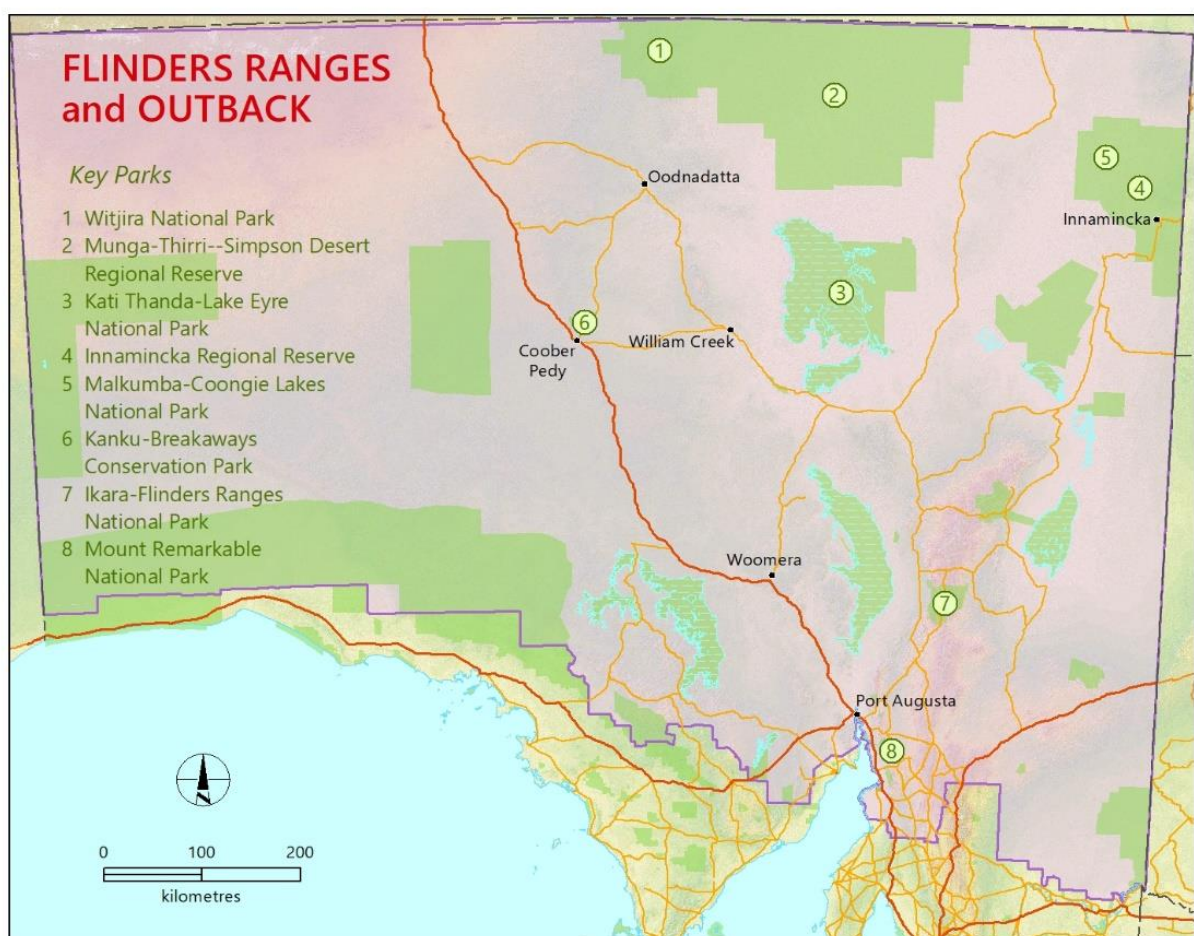 FLINDERS RANGES
and OUTBACK
Key Parks
1 Witjira National Park
2 Munga-Thirri--Simpson Desert
Regional Reserve
3 Kati Thanda-Lake Eyre
National Park
4 Innamincka Regional Reserve
5 Malkumba-Coongie Lakes
National Park
6 Kanku-Breakaways
Conservation Park
7 Ikara-Flinders Ranges
National Park
8 Mount Remarkable
National Park
1
2
5
4
Oodnadatta
Innamincka
3
6
William Creek
Coober
Pedy
Woomera
7
Port Augusta
8
N
0 100 200
kilometres